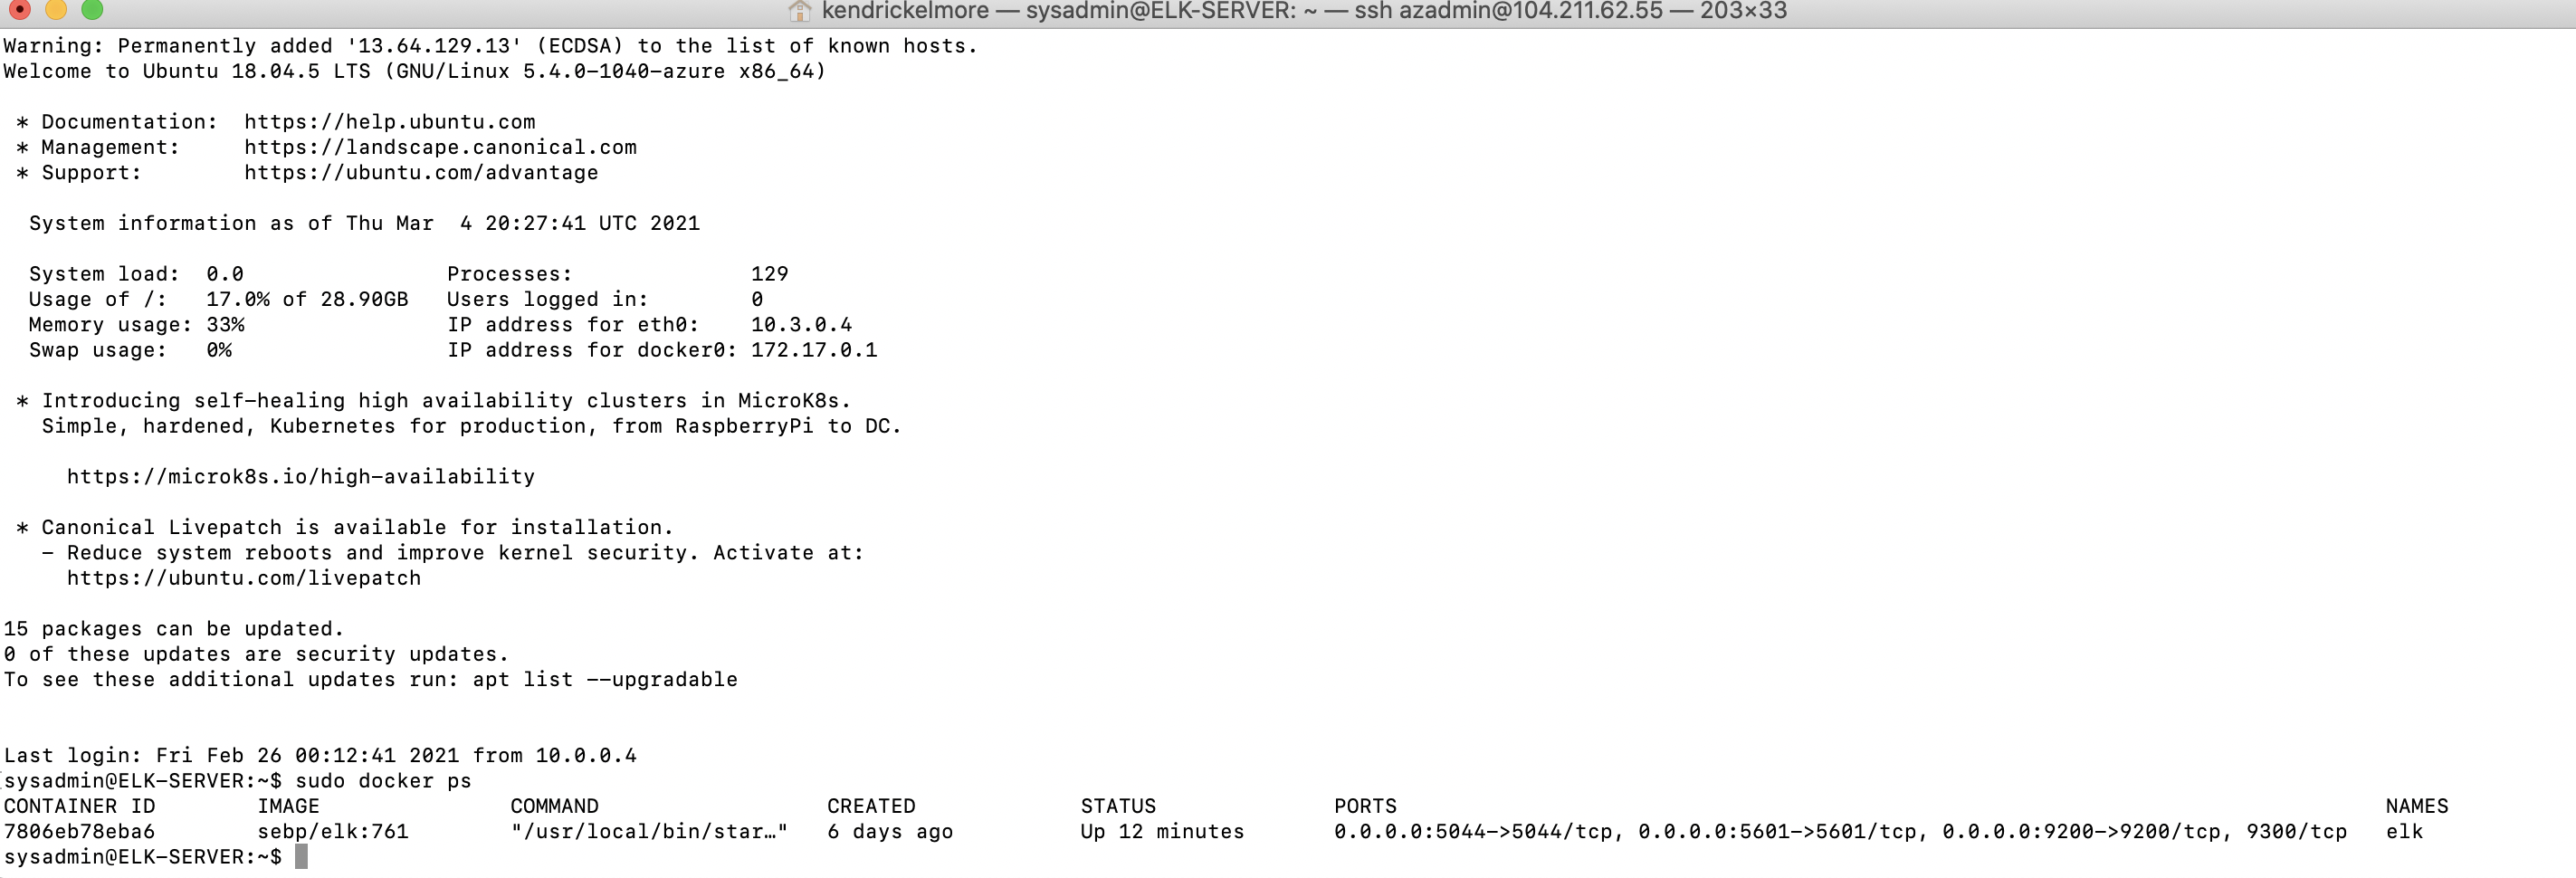 kendrickelmore — sysadmin@ELK-SERVER: ~ — ssh azadmin@104.211.62.55 — 203×33
Warning: Permanently added '13.64.129.13' (ECDSA) to the list of known hosts.
Welcome to Ubuntu 18.04.5 LTS (GNU/Linux 5.4.0-1040-azure x86_64)

 * Documentation:  https://help.ubuntu.com
 * Management:     https://landscape.canonical.com
 * Support:        https://ubuntu.com/advantage

  System information as of Thu Mar  4 20:27:41 UTC 2021

  System load:  0.0                Processes:              129
  Usage of /:   17.0% of 28.90GB   Users logged in:        0
  Memory usage: 33%                IP address for eth0:    10.3.0.4
  Swap usage:   0%                 IP address for docker0: 172.17.0.1

 * Introducing self-healing high availability clusters in MicroK8s.
   Simple, hardened, Kubernetes for production, from RaspberryPi to DC.

     https://microk8s.io/high-availability

 * Canonical Livepatch is available for installation.
   - Reduce system reboots and improve kernel security. Activate at:
     https://ubuntu.com/livepatch

15 packages can be updated.
0 of these updates are security updates.
To see these additional updates run: apt list --upgradable

Last login: Fri Feb 26 00:12:41 2021 from 10.0.0.4
sysadmin@ELK-SERVER:~$ sudo docker ps
CONTAINER ID        IMAGE               COMMAND                  CREATED             STATUS              PORTS                                                                              NAMES
7806eb78eba6        sebp/elk:761        "/usr/local/bin/star…"   6 days ago          Up 12 minutes       0.0.0.0:5044->5044/tcp, 0.0.0.0:5601->5601/tcp, 0.0.0.0:9200->9200/tcp, 9300/tcp   elk
sysadmin@ELK-SERVER:~$